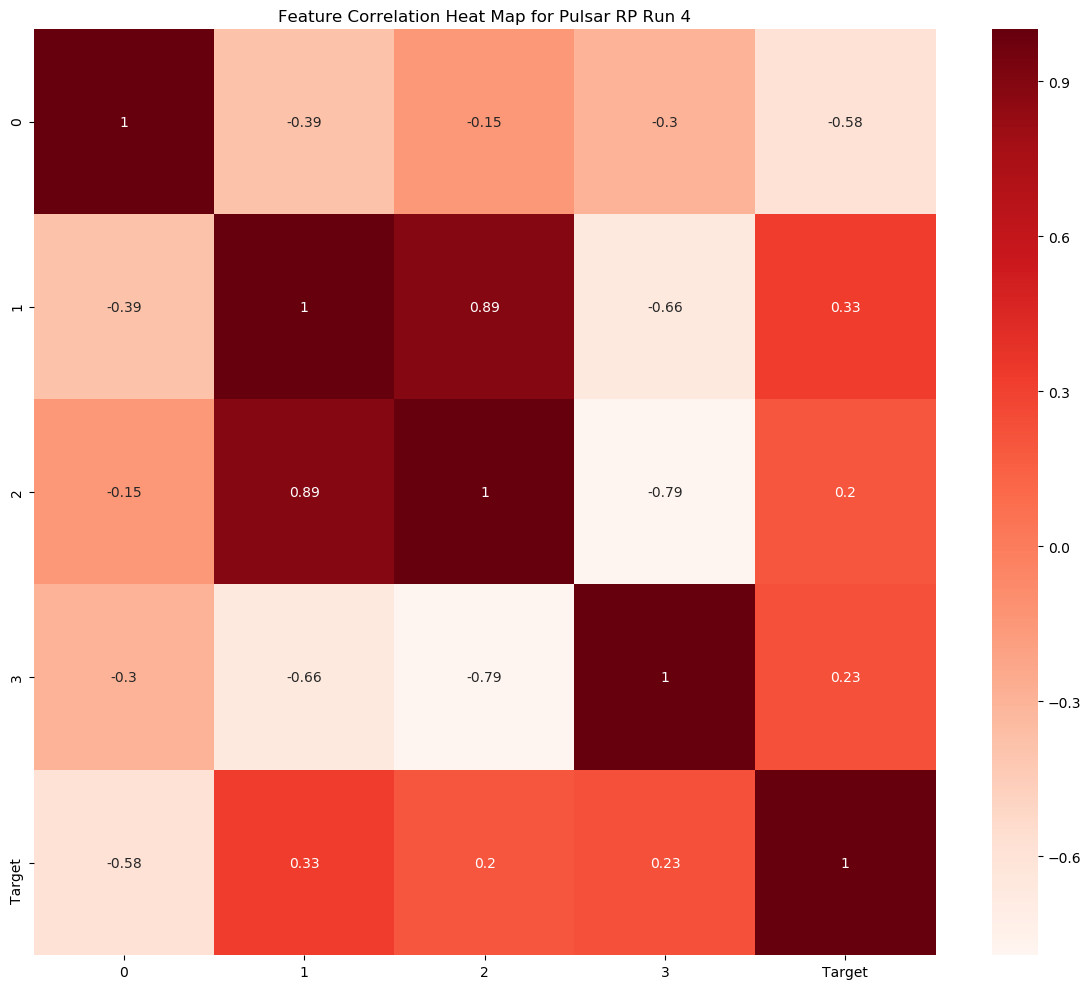 Feature Correlation Heat Map for Pulsar RP Run 4
0 1 -0.39 -0.15 -0.3 -0.58
1 -0.39 1 0.89 -0.66 0.33
2 -0.15 0.89 1 -0.79 0.2
3 -0.3 -0.66 -0.79 1 0.23
Target -0.58 0.33 0.2 0.23 1
0 1 2 3 Target
0.9
0.6
0.3
0.0
−0.3
−0.6